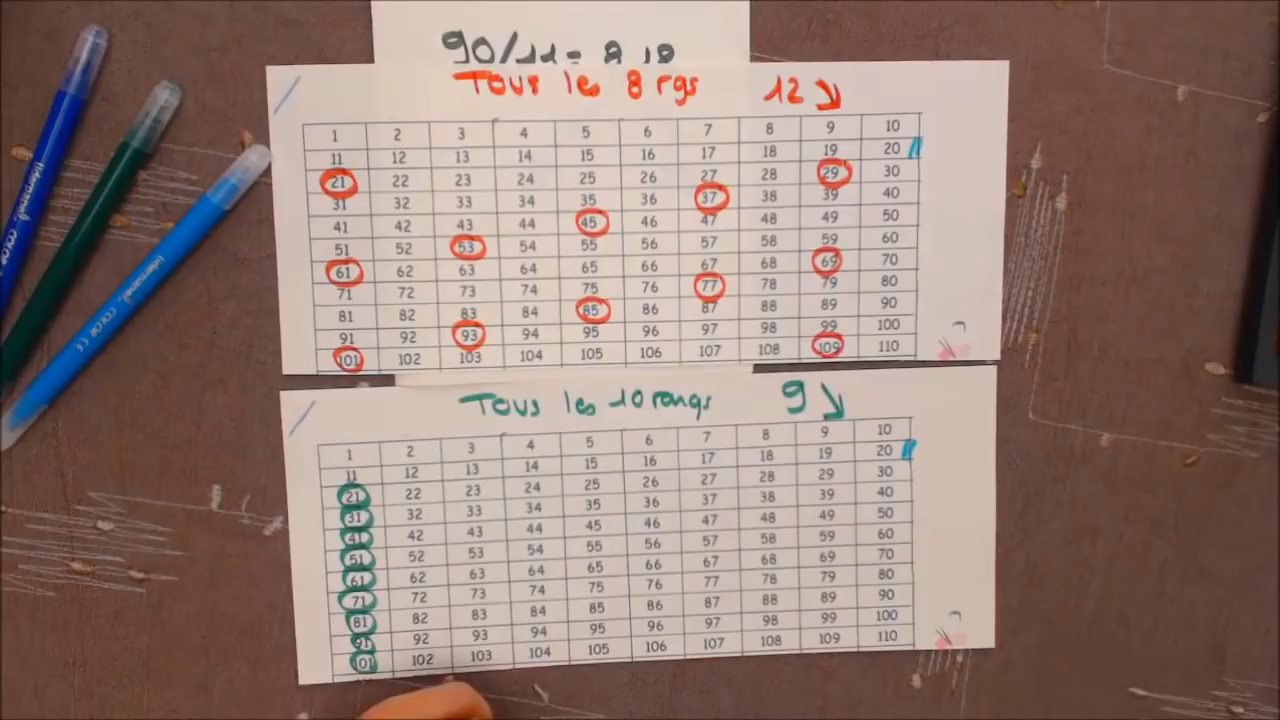 90/11 = 8,18
Tous les 8 rgs 12 ↘
1 2 3 4 5 6 7 8 9 10
11 12 13 14 15 16 17 18 19 20
21 22 23 24 25 26 27 28 29 30
31 32 33 34 35 36 37 38 39 40
41 42 43 44 45 46 47 48 49 50
51 52 53 54 55 56 57 58 59 60
61 62 63 64 65 66 67 68 69 70
71 72 73 74 75 76 77 78 79 80
81 82 83 84 85 86 87 88 89 90
91 92 93 94 95 96 97 98 99 100
101 102 103 104 105 106 107 108 109 110
Tous les 10 rangs 9 ↘
1 2 3 4 5 6 7 8 9 10
11 12 13 14 15 16 17 18 19 20
21 22 23 24 25 26 27 28 29 30
31 32 33 34 35 36 37 38 39 40
41 42 43 44 45 46 47 48 49 50
51 52 53 54 55 56 57 58 59 60
61 62 63 64 65 66 67 68 69 70
71 72 73 74 75 76 77 78 79 80
81 82 83 84 85 86 87 88 89 90
91 92 93 94 95 96 97 98 99 100
101 102 103 104 105 106 107 108 109 110